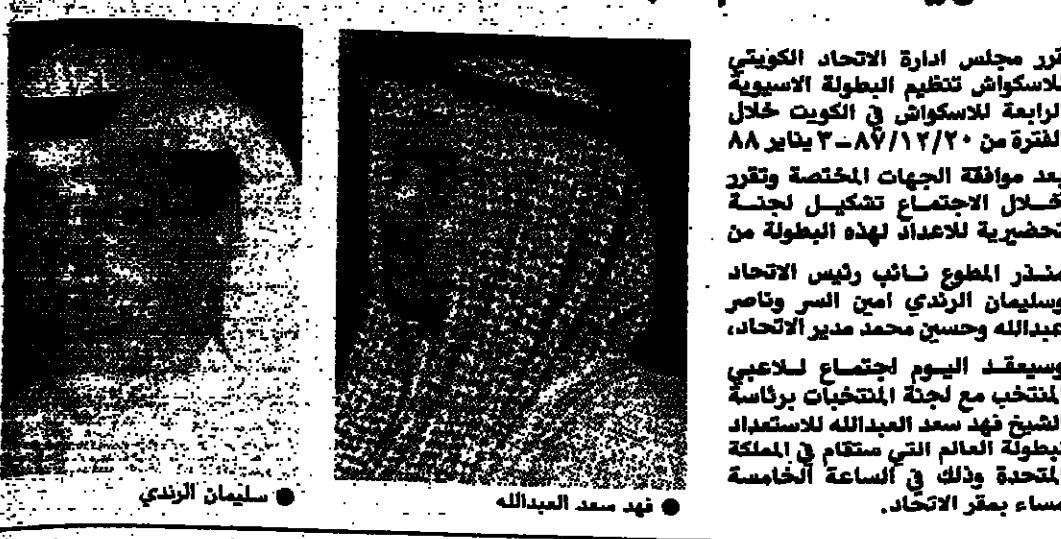 قرر مجلس ادارة الاتحاد الكويتي
للاسكواش تنظيم البطولة الاسيوية
الرابعة للاسكواش في الكويت خلال
الفترة من ٨٧/١٢/٢٠ – ٣ يناير ٨٨
بعد موافقة الجهات المختصة وتقرر
خلال الاجتماع تشكيل لجنة
تحضيرية للاعداد لهذه البطولة من
منذر المطوع نائب رئيس الاتحاد
وسليمان الرندي امين السر وناصر
عبدالله وحسين محمد مدير الاتحاد،
وسيعقد اليوم اجتماع للاعبي
المنتخب مع لجنة المنتخبات برئاسة
الشيخ فهد سعد العبدالله للاستعداد
لبطولة العالم التي ستقام في المملكة
المتحدة وذلك في الساعة الخامسة
مساء بمقر الاتحاد.
● فهد سعد العبدالله
● سليمان الرندي